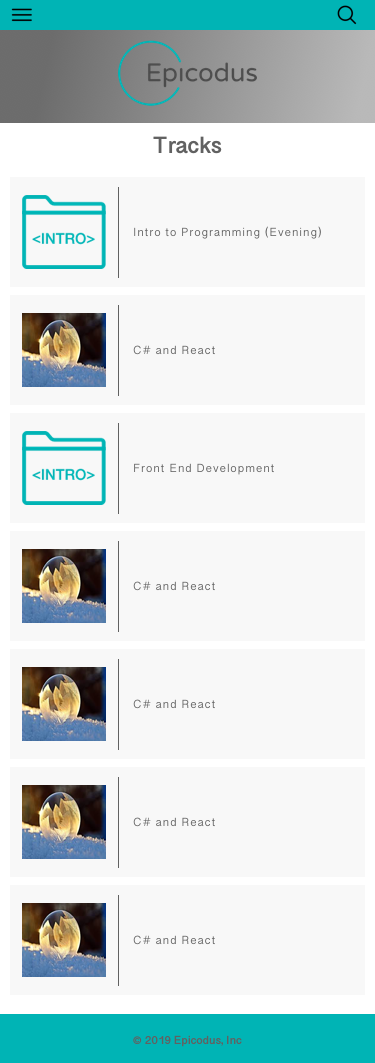 Epicodus
Tracks
<INTRO>
Intro to Programming (Evening)
C# and React
<INTRO>
Front End Development
C# and React
C# and React
C# and React
C# and React
© 2019 Epicodus, Inc